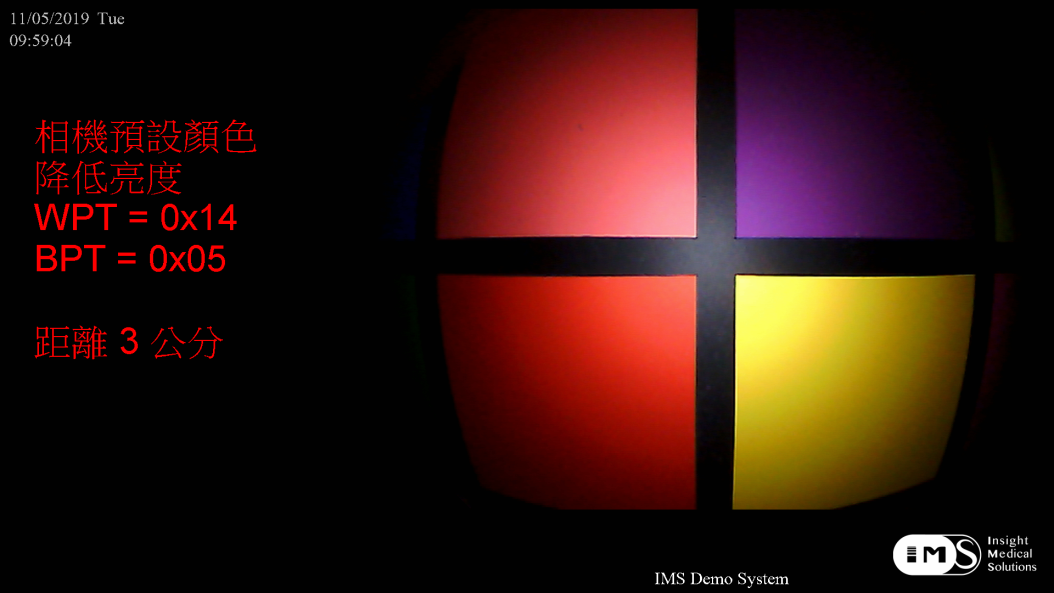 11/05/2019 Tue
09:59:04
相機預設顏色
降低亮度
WPT = 0x14
BPT = 0x05
距離 3 公分
IMS
Insight
Medical
Solutions
IMS Demo System